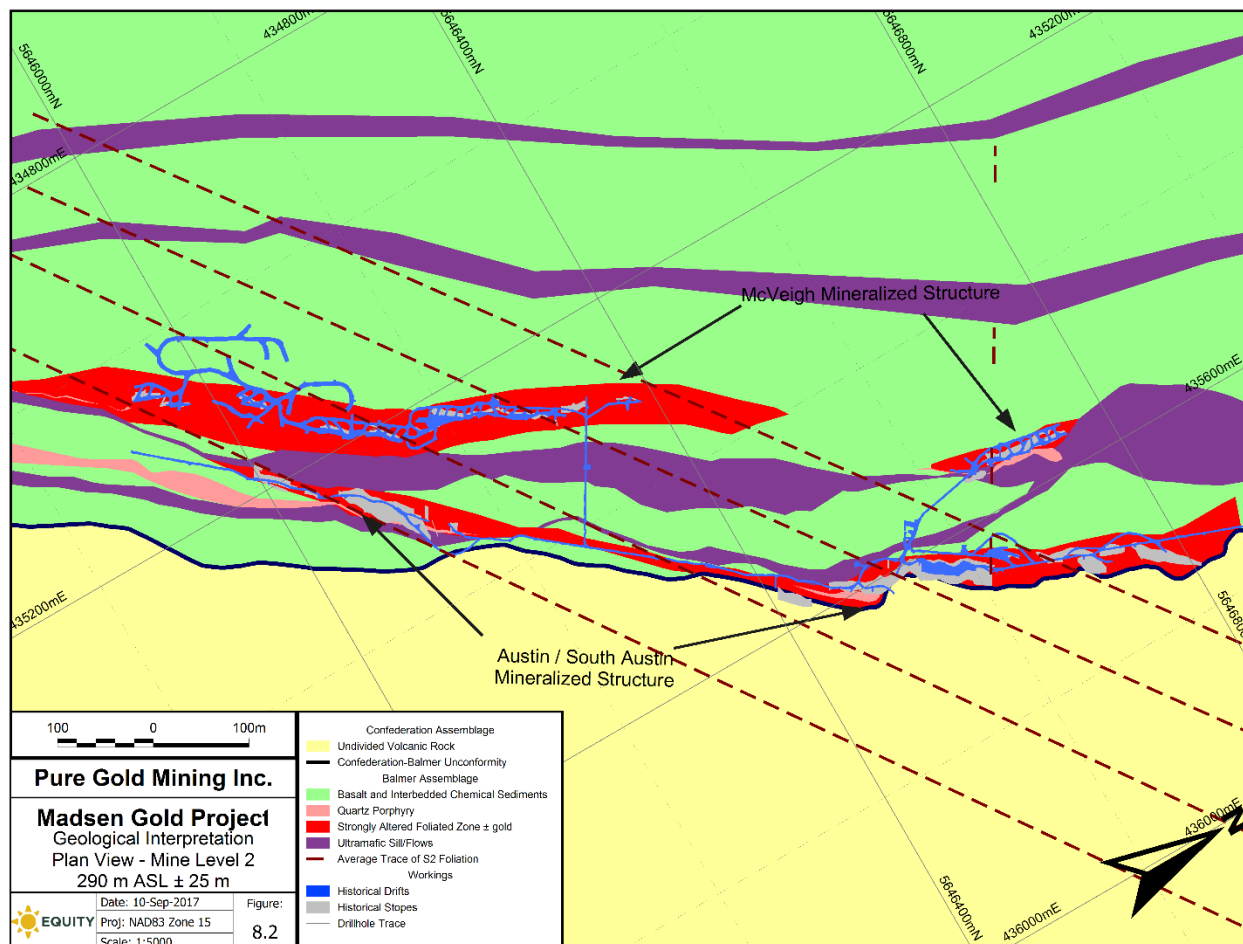 434800mE
5646400mN
5646800mN
435200mE
5646000mN
434800mE
McVeigh Mineralized Structure
435600mE
435200mE
Austin / South Austin
Mineralized Structure
5646800mN
436000mE
5646400mN
436000mE
100 0 100m
Pure Gold Mining Inc.
Madsen Gold Project
Geological Interpretation
Plan View - Mine Level 2
290 m ASL ± 25 m
EQUITY
Date: 10-Sep-2017
Proj: NAD83 Zone 15
Scale: 1:5000
Figure:
8.2
Confederation Assemblage
Undivided Volcanic Rock
Confederation-Balmer Unconformity
Balmer Assemblage
Basalt and Interbedded Chemical Sediments
Quartz Porphyry
Strongly Altered Foliated Zone ± gold
Ultramafic Sill/Flows
Average Trace of S2 Foliation
Workings
Historical Drifts
Historical Stopes
Drillhole Trace
N